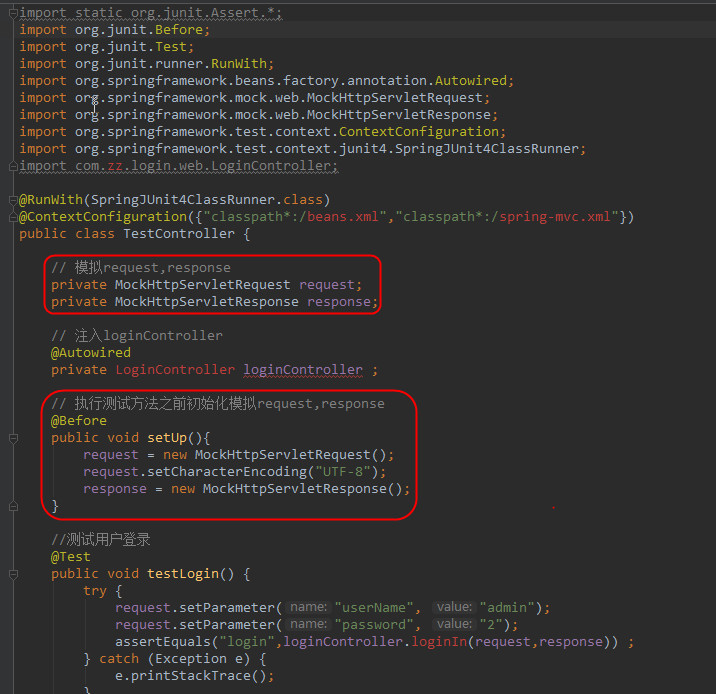 import static org.junit.Assert.*;
import org.junit.Before;
import org.junit.Test;
import org.junit.runner.RunWith;
import org.springframework.beans.factory.annotation.Autowired;
import org.springframework.mock.web.MockHttpServletRequest;
import org.springframework.mock.web.MockHttpServletResponse;
import org.springframework.test.context.ContextConfiguration;
import org.springframework.test.context.junit4.SpringJUnit4ClassRunner;
import com.zz.login.web.LoginController;
@RunWith(SpringJUnit4ClassRunner.class)
@ContextConfiguration({"classpath*:/beans.xml","classpath*:/spring-mvc.xml"})
public class TestController {
// 模拟request,response
private MockHttpServletRequest request;
private MockHttpServletResponse response;
// 注入loginController
@Autowired
private LoginController loginController ;
// 执行测试方法之前初始化模拟request,response
@Before
public void setUp(){
request = new MockHttpServletRequest();
request.setCharacterEncoding("UTF-8");
response = new MockHttpServletResponse();
}
//测试用户登录
@Test
public void testLogin() {
try {
request.setParameter( name: "userName", value: "admin");
request.setParameter( name: "password", value: "2");
assertEquals("login",loginController.loginIn(request,response)) ;
} catch (Exception e) {
e.printStackTrace();
}